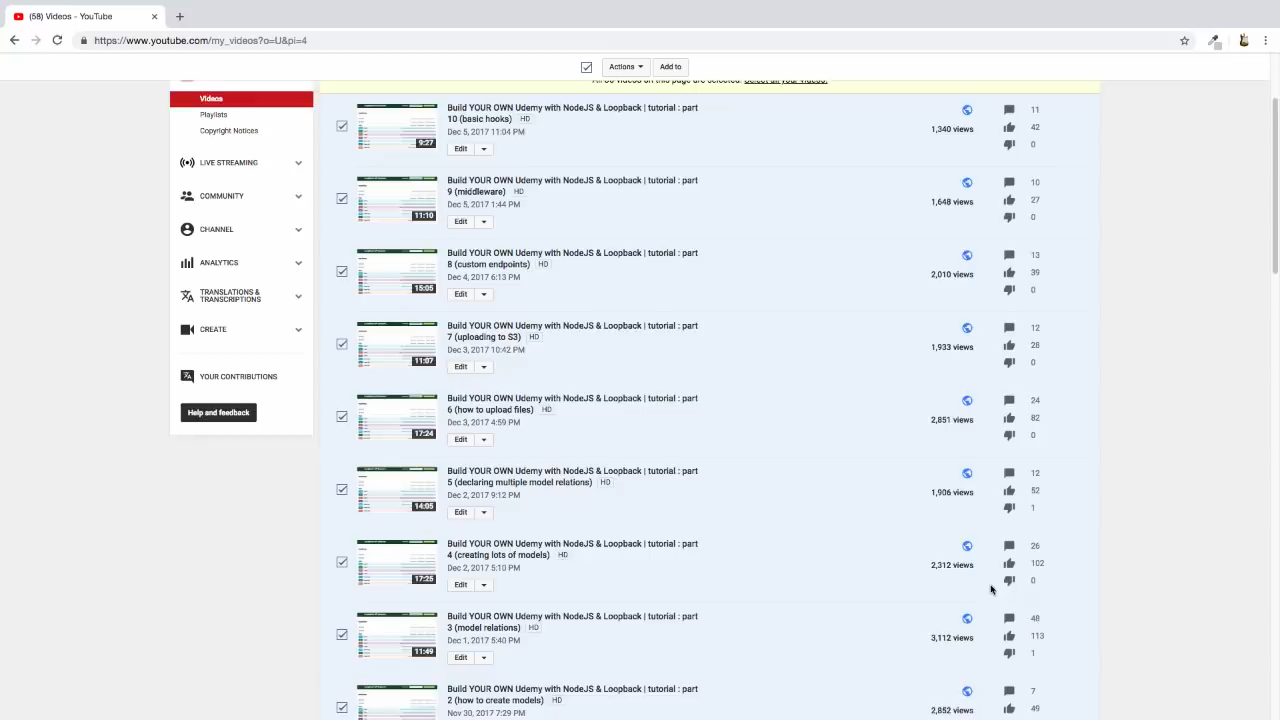 (58) Videos - YouTube
https://www.youtube.com/my_videos?o=U&pi=4
Actions
Add to
All 30 videos on this page are selected. Select all your videos.
Videos
Playlists
Copyright Notices
LIVE STREAMING
COMMUNITY
CHANNEL
ANALYTICS
TRANSLATIONS &
TRANSCRIPTIONS
CREATE
YOUR CONTRIBUTIONS
Help and feedback
Build YOUR OWN Udemy with NodeJS & Loopback | tutorial : part
10 (basic hooks) HD
Dec 5, 2017 11:04 PM
9:27
Edit
1,340 views
11
42
0
Build YOUR OWN Udemy with NodeJS & Loopback | tutorial : part
9 (middleware) HD
Dec 5, 2017 1:44 PM
11:10
Edit
1,648 views
10
27
0
Build YOUR OWN Udemy with NodeJS & Loopback | tutorial : part
8 (custom endpoints) HD
Dec 4, 2017 6:13 PM
15:05
Edit
2,010 views
13
39
0
Build YOUR OWN Udemy with NodeJS & Loopback | tutorial : part
7 (uploading to S3) HD
Dec 3, 2017 10:42 PM
11:07
Edit
1,933 views
12
28
0
Build YOUR OWN Udemy with NodeJS & Loopback | tutorial : part
6 (how to upload files) HD
Dec 3, 2017 4:59 PM
17:24
Edit
2,851 views
24
82
0
Build YOUR OWN Udemy with NodeJS & Loopback | tutorial : part
5 (declaring multiple model relations) HD
Dec 2, 2017 9:12 PM
14:05
Edit
1,906 views
12
52
1
Build YOUR OWN Udemy with NodeJS & Loopback | tutorial : part
4 (creating lots of models) HD
Dec 2, 2017 5:10 PM
17:25
Edit
2,312 views
26
102
0
Build YOUR OWN Udemy with NodeJS & Loopback | tutorial : part
3 (model relations) HD
Dec 1, 2017 5:40 PM
11:49
Edit
3,112 views
48
1
Build YOUR OWN Udemy with NodeJS & Loopback | tutorial : part
2 (how to create models) HD
Nov 30, 2017 7:29 PM
2,852 views
7
49